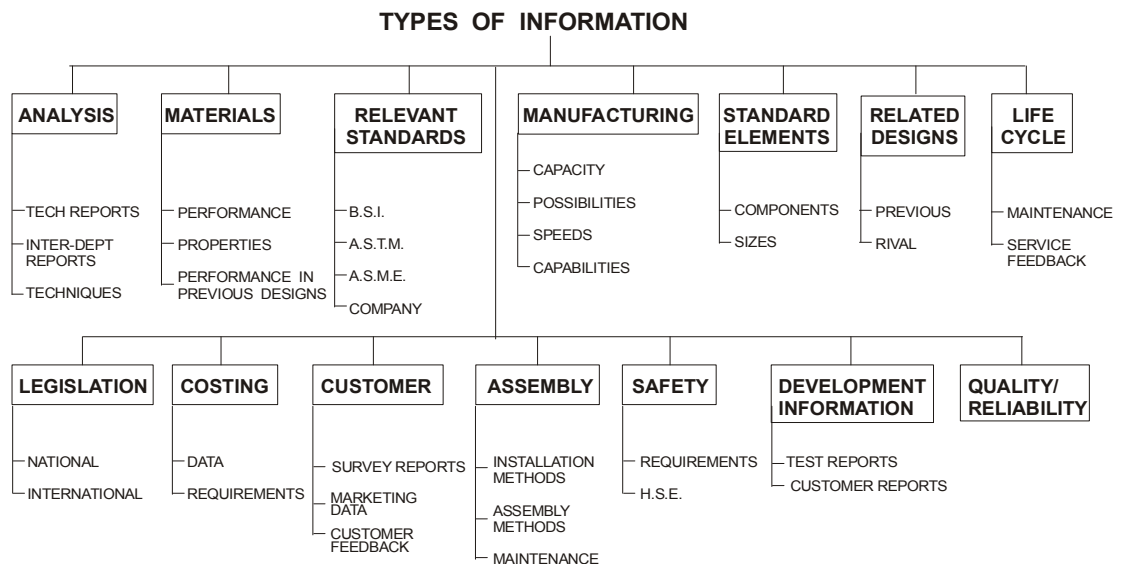 TYPES OF INFORMATION
ANALYSIS
TECH REPORTS
INTER-DEPT
REPORTS
TECHNIQUES
MATERIALS
PERFORMANCE
PROPERTIES
PERFORMANCE IN
PREVIOUS DESIGNS
RELEVANT
STANDARDS
B.S.I.
A.S.T.M.
A.S.M.E.
COMPANY
MANUFACTURING
CAPACITY
POSSIBILITIES
SPEEDS
CAPABILITIES
STANDARD
ELEMENTS
COMPONENTS
SIZES
RELATED
DESIGNS
PREVIOUS
RIVAL
LIFE
CYCLE
MAINTENANCE
SERVICE
FEEDBACK
LEGISLATION
NATIONAL
INTERNATIONAL
COSTING
DATA
REQUIREMENTS
CUSTOMER
SURVEY REPORTS
MARKETING
DATA
CUSTOMER
FEEDBACK
ASSEMBLY
INSTALLATION
METHODS
ASSEMBLY
METHODS
MAINTENANCE
SAFETY
REQUIREMENTS
H.S.E.
DEVELOPMENT
INFORMATION
TEST REPORTS
CUSTOMER REPORTS
QUALITY/
RELIABILITY